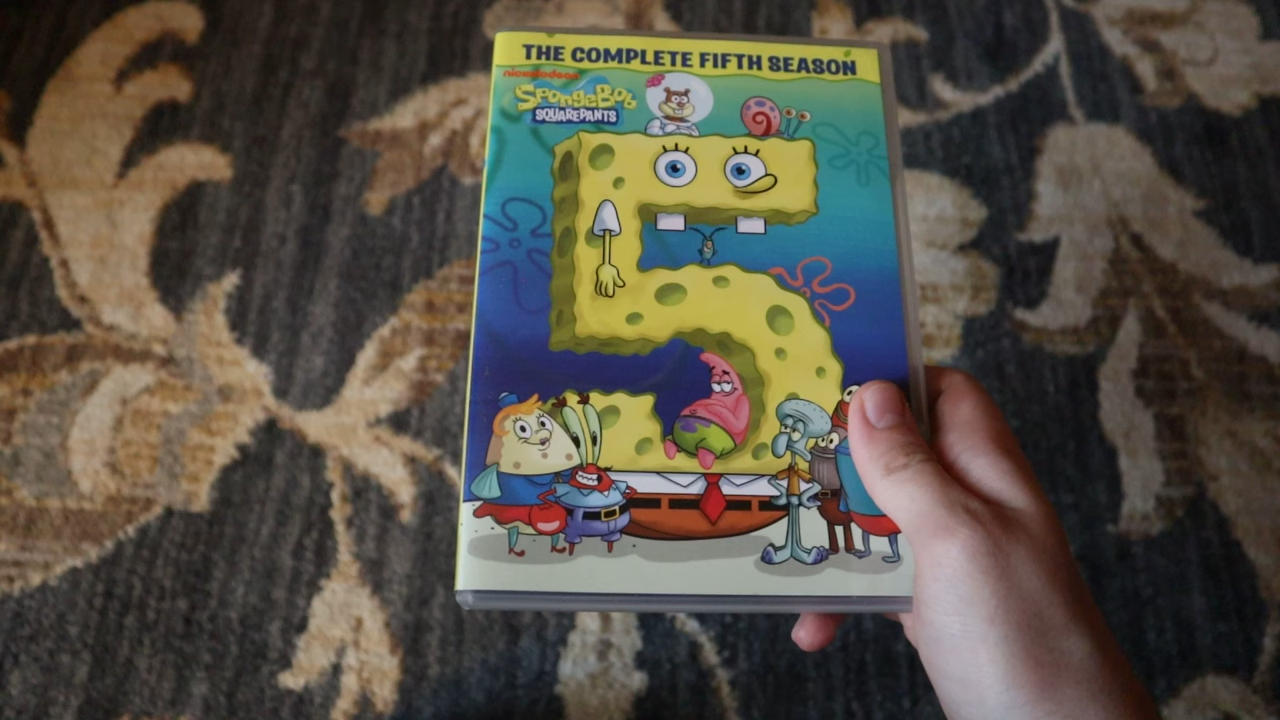 THE COMPLETE FIFTH SEASON
nickelodeon
SpongeBob
SQUAREPANTS